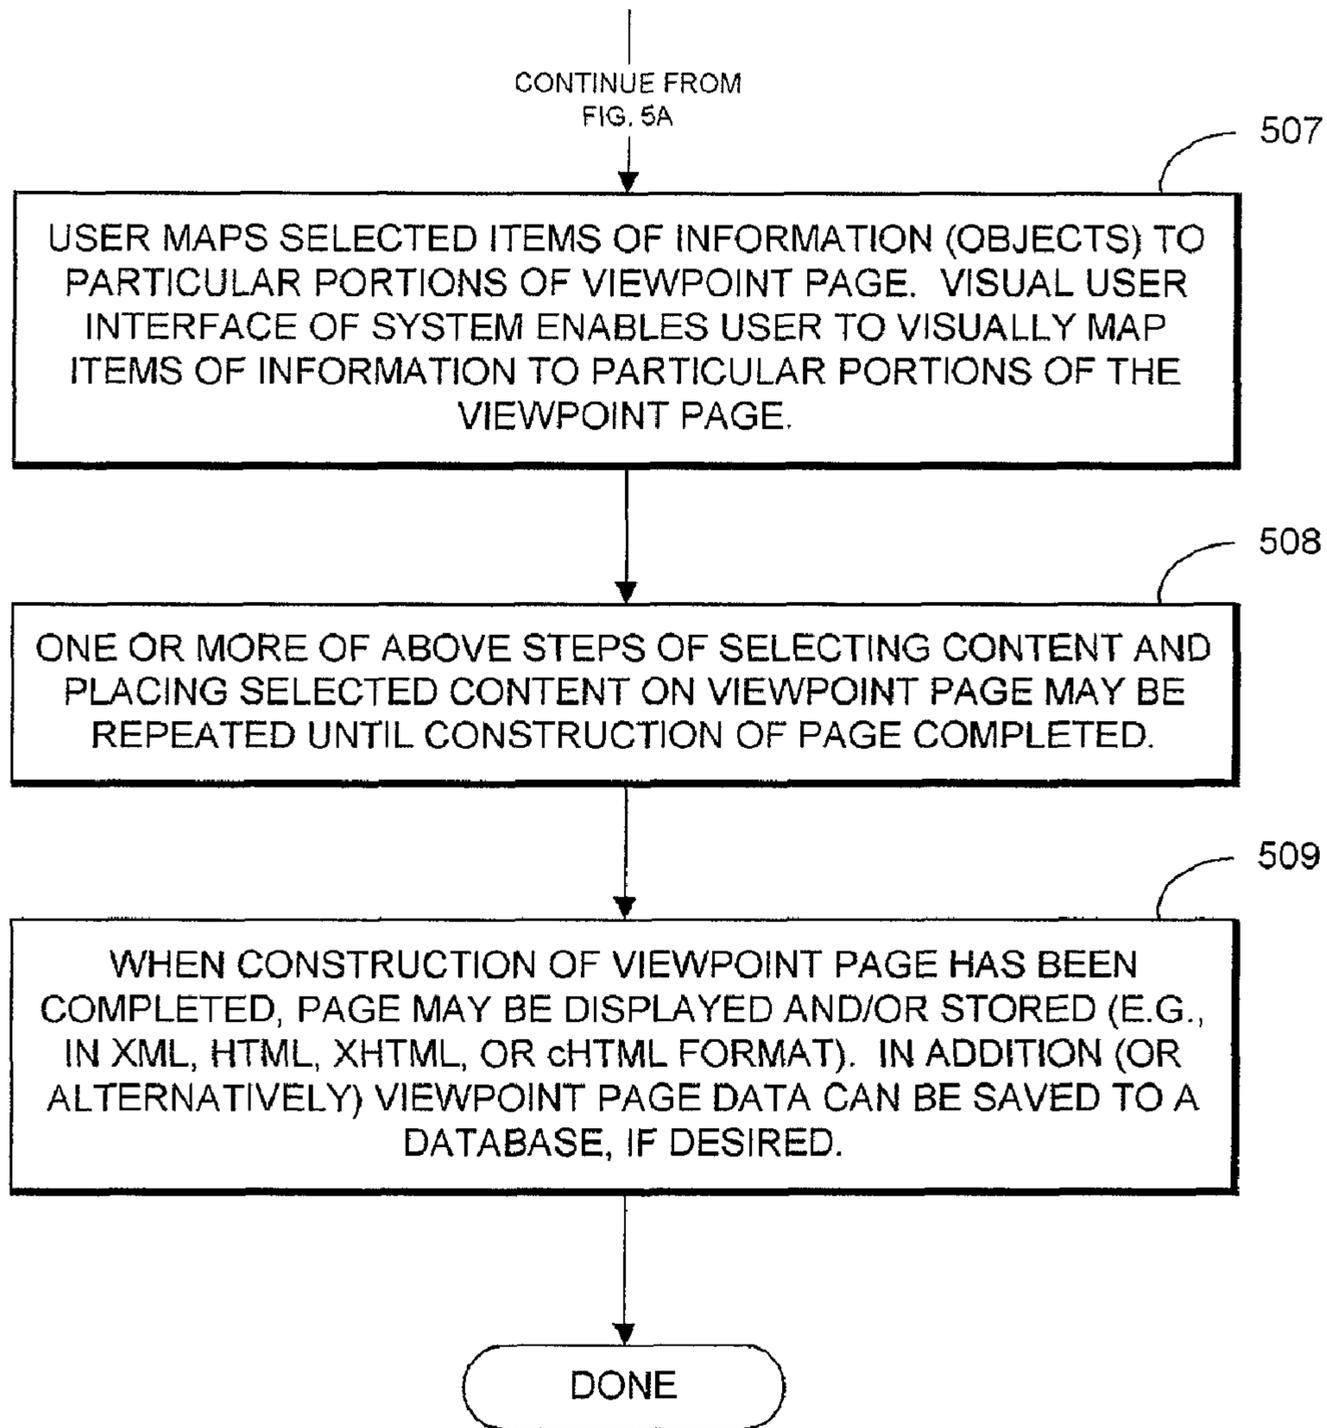 CONTINUE FROM
FIG. 5A
507
USER MAPS SELECTED ITEMS OF INFORMATION (OBJECTS) TO
PARTICULAR PORTIONS OF VIEWPOINT PAGE. VISUAL USER
INTERFACE OF SYSTEM ENABLES USER TO VISUALLY MAP
ITEMS OF INFORMATION TO PARTICULAR PORTIONS OF THE
VIEWPOINT PAGE.
508
ONE OR MORE OF ABOVE STEPS OF SELECTING CONTENT AND
PLACING SELECTED CONTENT ON VIEWPOINT PAGE MAY BE
REPEATED UNTIL CONSTRUCTION OF PAGE COMPLETED.
509
WHEN CONSTRUCTION OF VIEWPOINT PAGE HAS BEEN
COMPLETED, PAGE MAY BE DISPLAYED AND/OR STORED (E.G.,
IN XML, HTML, XHTML, OR cHTML FORMAT). IN ADDITION (OR
ALTERNATIVELY) VIEWPOINT PAGE DATA CAN BE SAVED TO A
DATABASE, IF DESIRED.
DONE